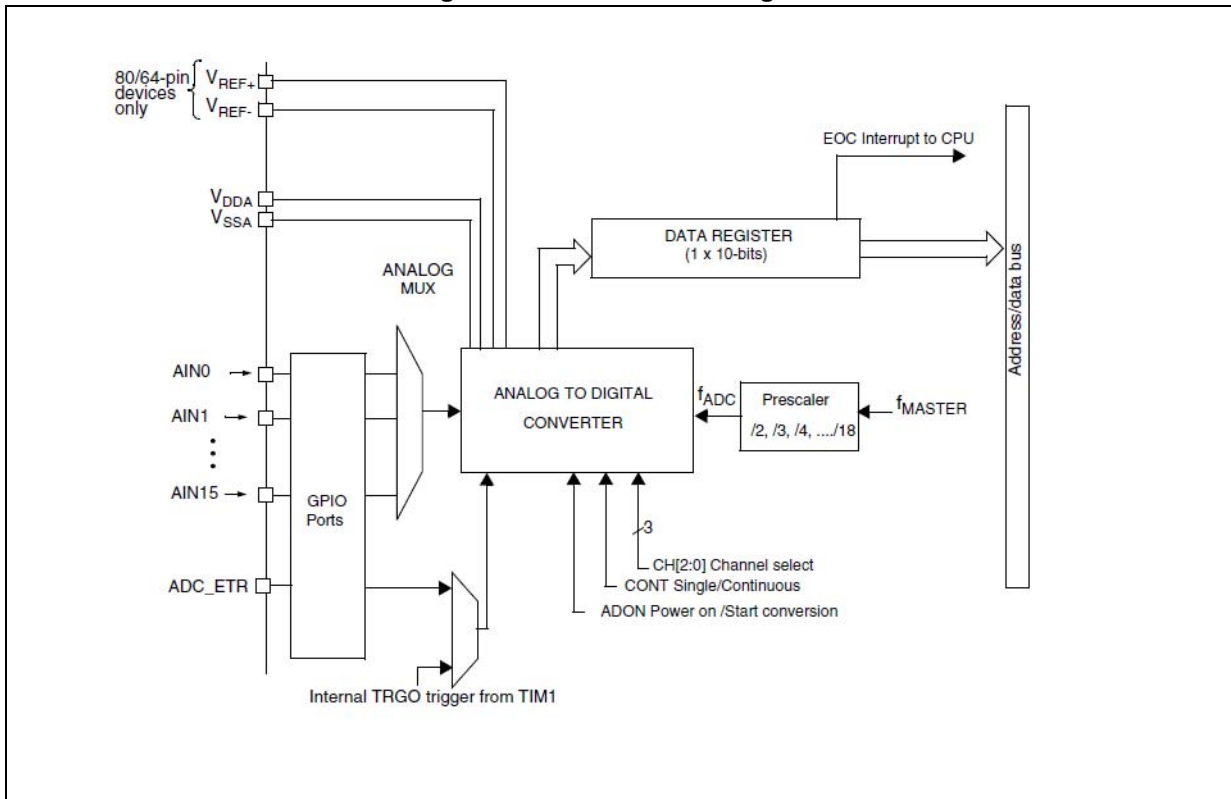 80/64-pin
devices
only
VREF+
VREF-
VDDA
VSSA
EOC Interrupt to CPU
DATA REGISTER
(1 x 10-bits)
Address/data bus
ANALOG
MUX
AIN0
AIN1
AIN15
GPIO
Ports
ANALOG TO DIGITAL
CONVERTER
fADC
Prescaler
/2, /3, /4, ..../18
fMASTER
3
CH[2:0] Channel select
CONT Single/Continuous
ADON Power on /Start conversion
ADC_ETR
Internal TRGO trigger from TIM1